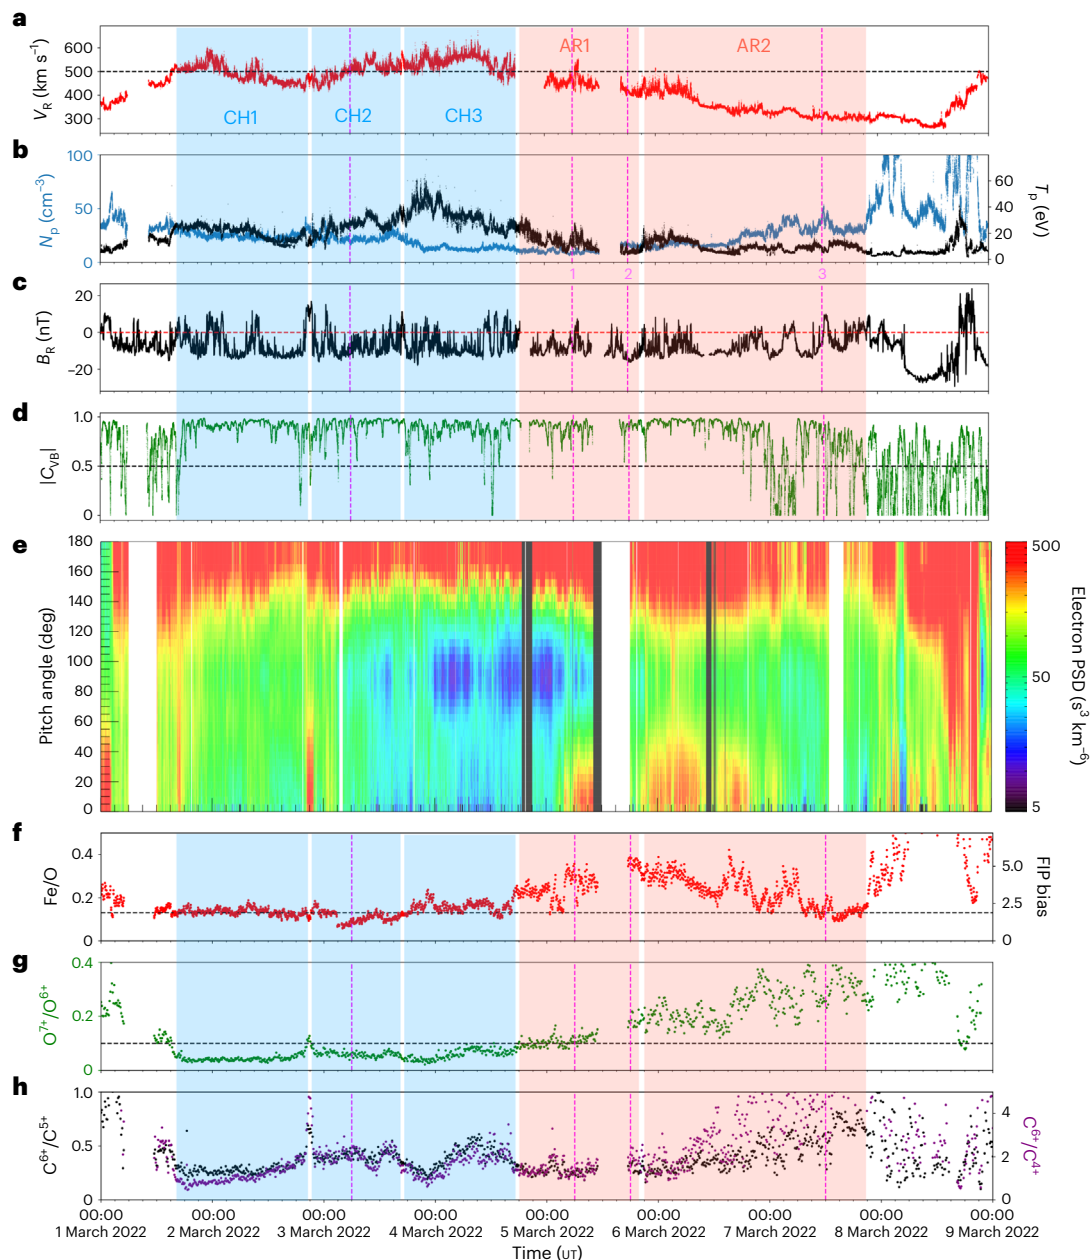 a
600
500
400
300
V_R (km s⁻¹)
CH1
CH2
CH3
AR1
AR2
b
100
50
0
N_p (cm⁻³)
60
40
20
0
T_p (eV)
1
2
3
c
20
0
−20
B_R (nT)
d
1.0
0.5
0
|C_VB|
e
180
160
140
120
100
80
60
40
20
0
Pitch angle (deg)
500
50
5
Electron PSD (s³ km⁻⁶)
f
0.4
0.2
0
Fe/O
5.0
2.5
0
FIP bias
g
0.4
0.2
0
O⁷⁺/O⁶⁺
h
1.0
0.5
0
C⁶⁺/C⁵⁺
4
2
0
C⁶⁺/C⁴⁺
00:00 00:00 00:00 00:00 00:00 00:00 00:00 00:00 00:00
1 March 2022 2 March 2022 3 March 2022 4 March 2022 5 March 2022 6 March 2022 7 March 2022 8 March 2022 9 March 2022
Time (UT)